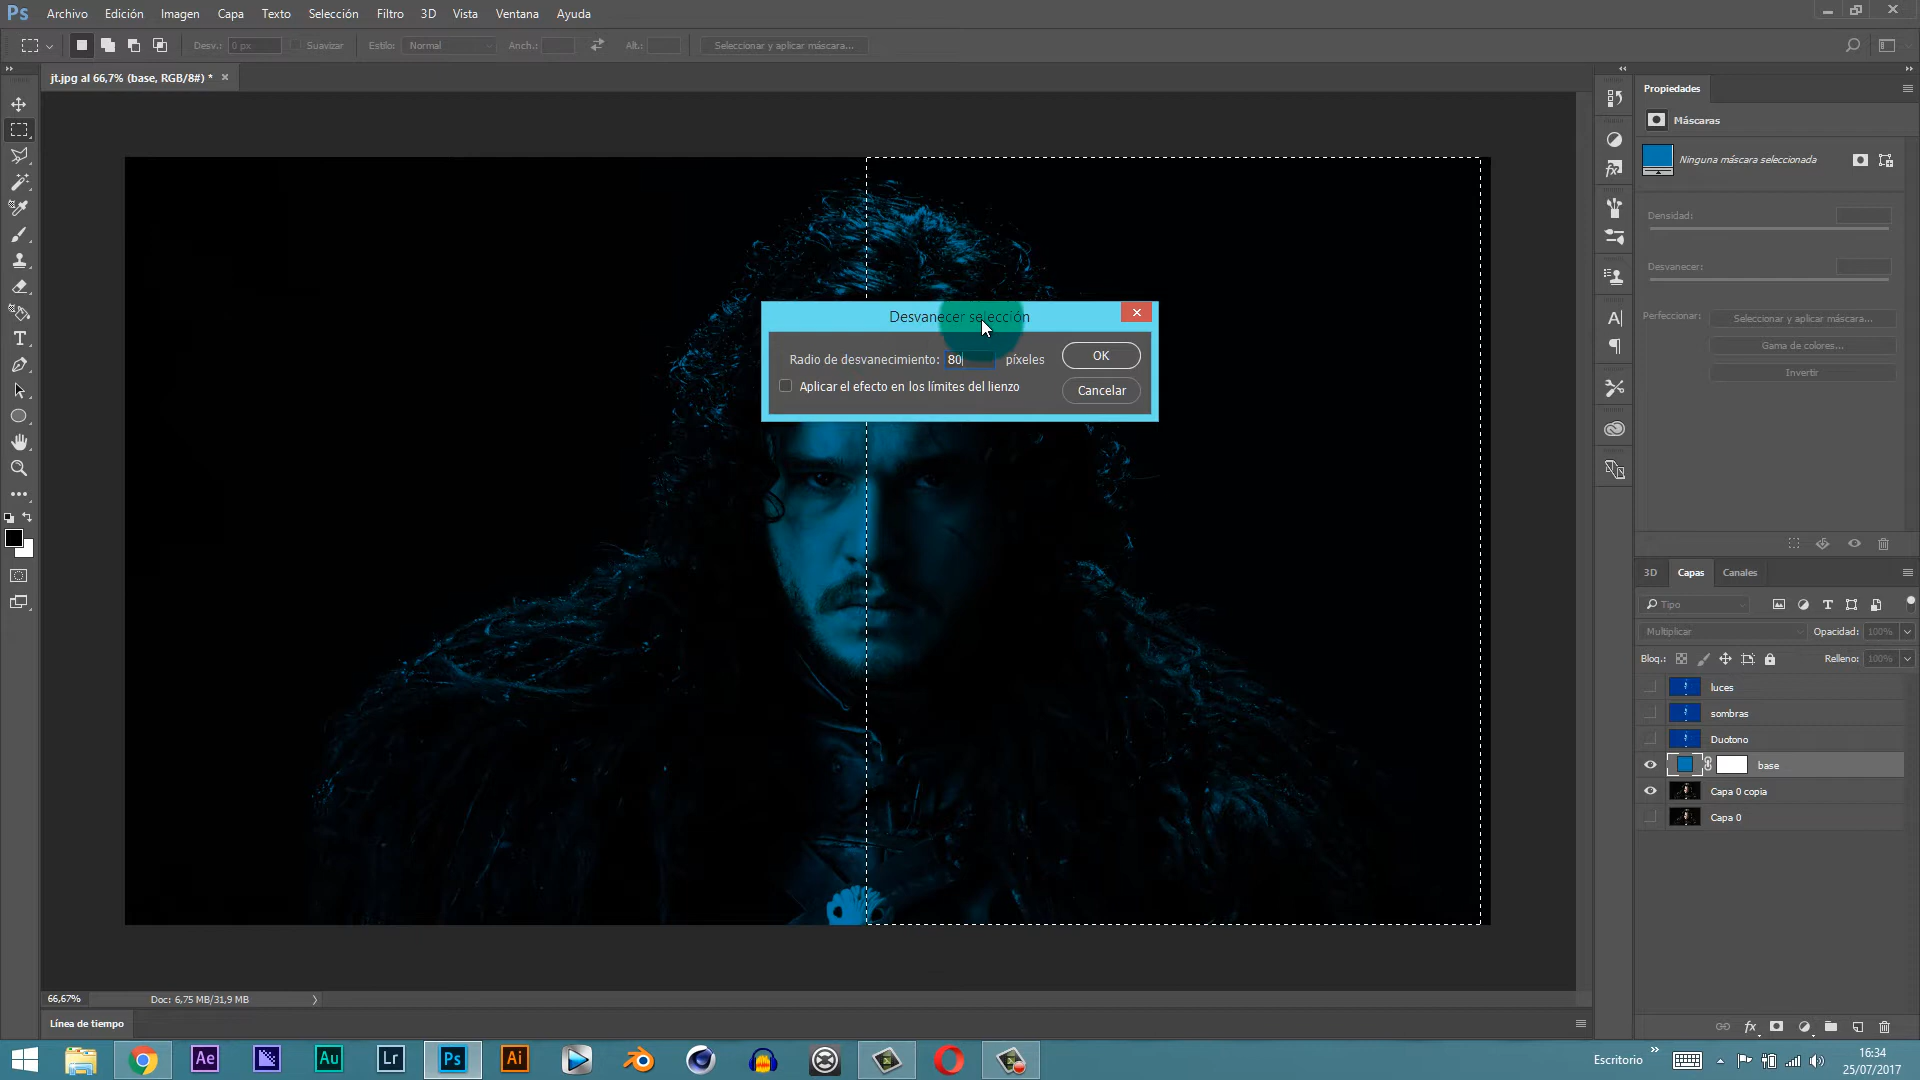 Ps Archivo Edición Imagen Capa Texto Selección Filtro 3D Vista Ventana Ayuda
Desv.: 0 px Suavizar Estilo: Normal Anch.: Alt.: Seleccionar y aplicar máscara...
jt.jpg al 66,7% (base, RGB/8#) * ×
Propiedades
Máscaras
Ninguna máscara seleccionada
Densidad:
Desvanecer:
Perfeccionar: Seleccionar y aplicar máscara...
Gama de colores...
Invertir
Desvanecer selección
Radio de desvanecimiento: 80 píxeles OK
Aplicar el efecto en los límites del lienzo Cancelar
3D Capas Canales
Tipo
Multiplicar Opacidad: 100%
Bloq.: Relleno: 100%
luces
sombras
Duotono
base
Capa 0 copia
Capa 0
66,67% Doc: 6,75 MB/31,9 MB
Línea de tiempo
Ae Au Lr Ps Ai
Escritorio
16:34
25/07/2017